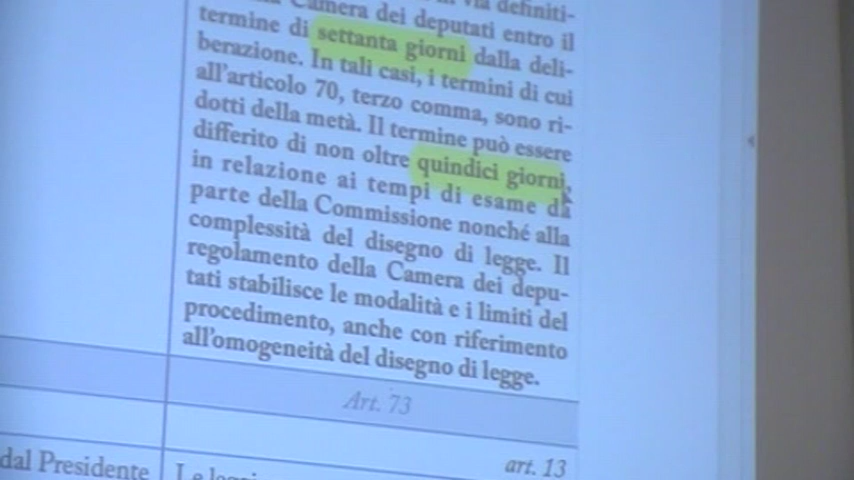 Camera dei deputati entro il
termine di settanta giorni dalla deli-
berazione. In tali casi, i termini di cui
all'articolo 70, terzo comma, sono ri-
dotti della metà. Il termine può essere
differito di non oltre quindici giorni,
in relazione ai tempi di esame da
parte della Commissione nonché alla
complessità del disegno di legge. Il
regolamento della Camera dei depu-
tati stabilisce le modalità e i limiti del
procedimento, anche con riferimento
all'omogeneità del disegno di legge.
Art. 73
art. 13
dal Presidente